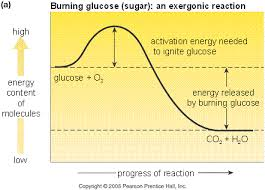 (a)
Burning glucose (sugar): an exergonic reaction
high
activation energy needed
to ignite glucose
glucose + O₂
energy
content
of
molecules
energy
released by
burning glucose
CO₂ + H₂O
low
progress of reaction
Copyright © 2005 Pearson Prentice Hall, Inc.